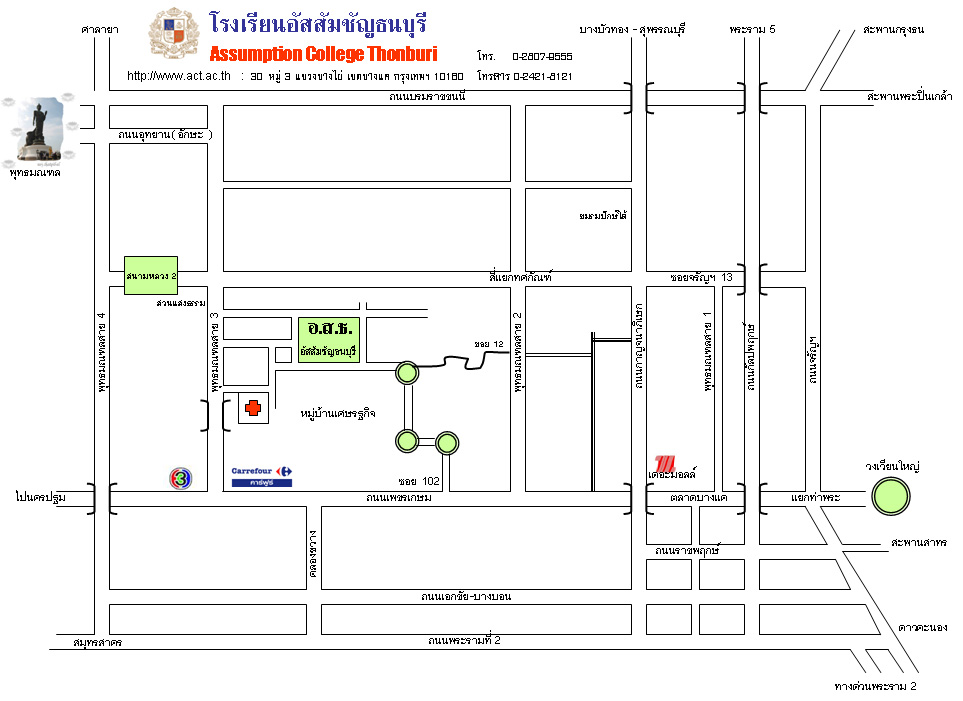 โรงเรียนอัสสัมชัญธนบุรี
Assumption College Thonburi
โทร. 0-2807-9555
http://www.act.ac.th : 30 หมู่ 3 แขวงบางไผ่ เขตบางแค กรุงเทพฯ 10160 โทรสาร 0-2421-8121
ศาลายา
บางบัวทอง - สุพรรณบุรี
พระราม 5
สะพานกรุงธน
ถนนบรมราชชนนี
สะพานพระปิ่นเกล้า
ถนนอุทยาน( อักษะ )
พุทธมณฑล
ชมรมปักษ์ใต้
สนามหลวง 2
สี่แยกทศกัณฑ์
ซอยจรัญฯ 13
สวนแสงธรรม
พุทธมณฑลสาย 4
พุทธมณฑลสาย 3
อ.ส.ธ.
อัสสัมชัญธนบุรี
ซอย 12
พุทธมณฑลสาย 2
ถนนกาญจนาภิเษก
พุทธมณฑลสาย 1
ถนนกัลปพฤกษ์
ถนนจรัญฯ
หมู่บ้านเศรษฐกิจ
3
Carrefour
คาร์ฟูร์
เดอะมอลล์
วงเวียนใหญ่
ซอย 102
ไปนครปฐม
ถนนเพชรเกษม
ตลาดบางแค
แยกท่าพระ
คลองขวาง
ถนนราชพฤกษ์
สะพานสาทร
ถนนเอกชัย-บางบอน
ดาวคะนอง
สมุทรสาคร
ถนนพระรามที่ 2
ทางด่วนพระราม 2